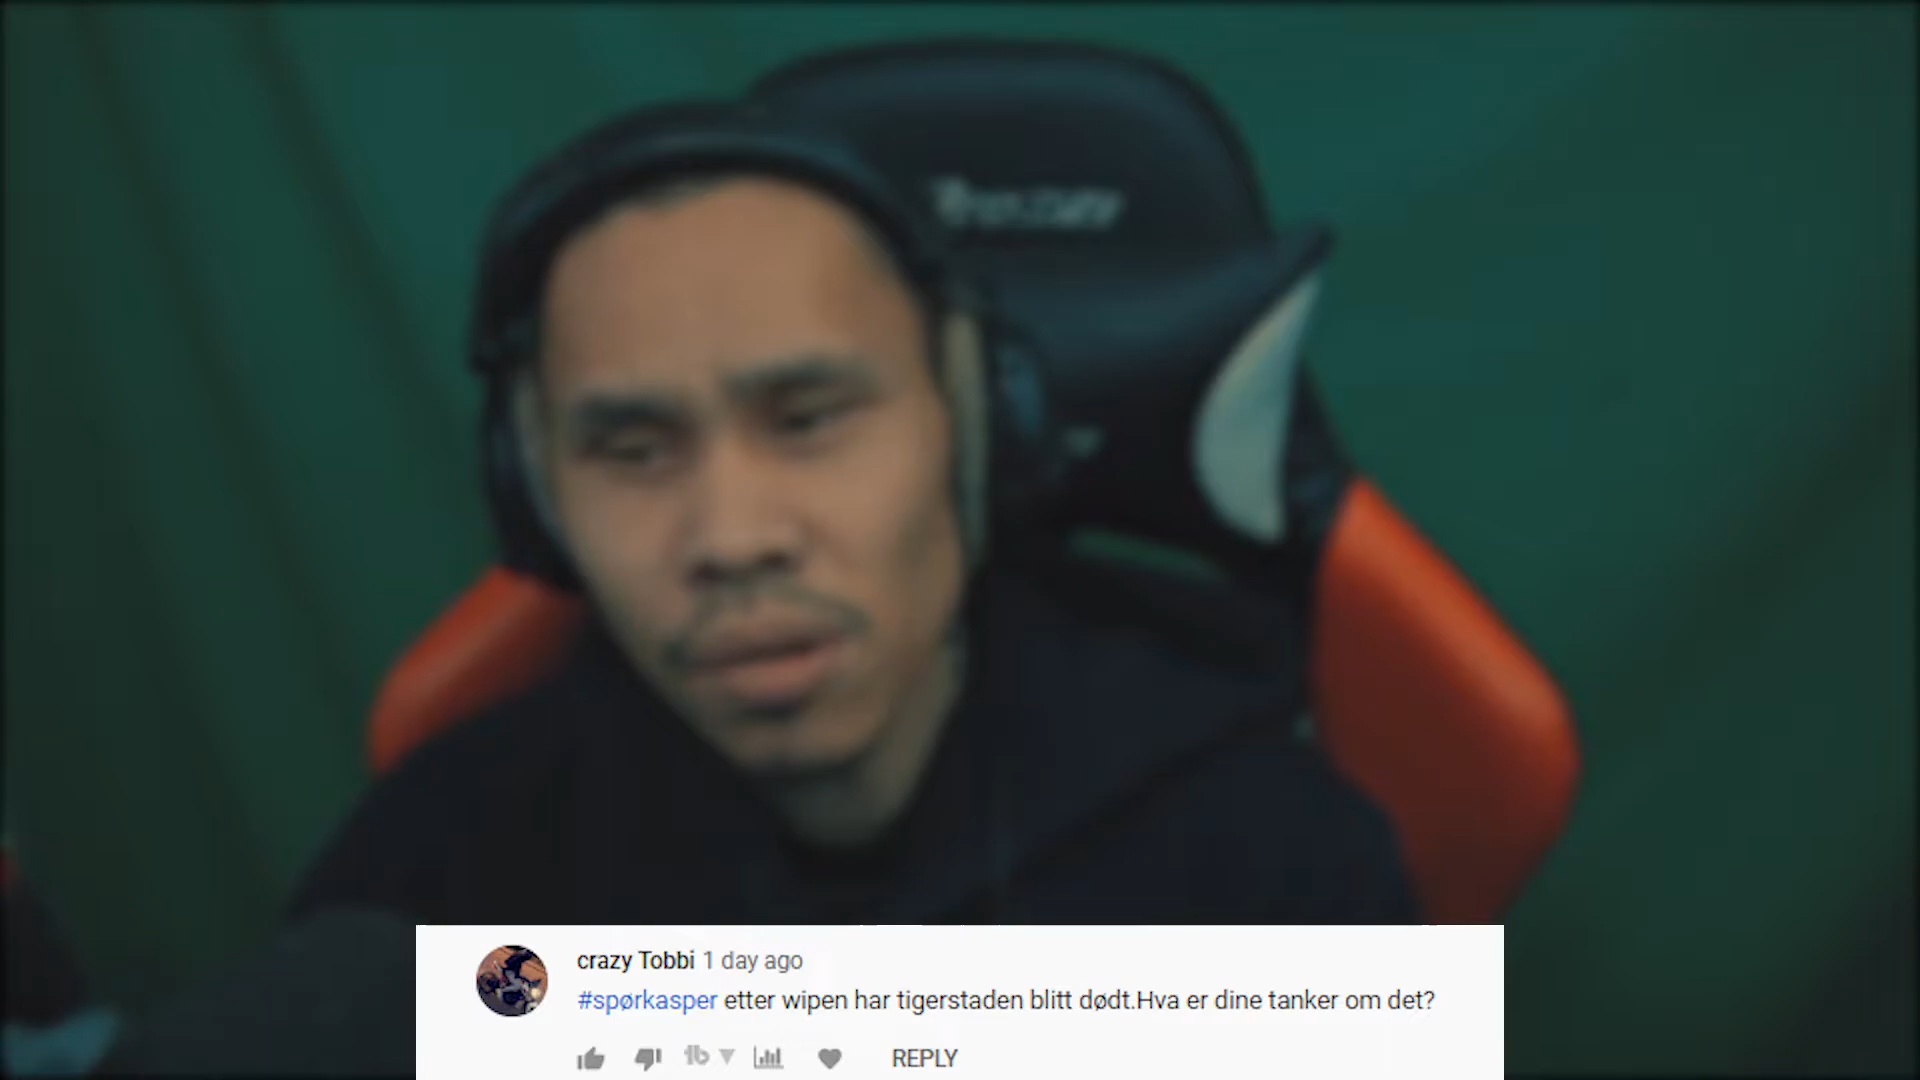 crazy Tobbi 1 day ago
#spørkasper etter wipen har tigerstaden blitt dødt.Hva er dine tanker om det?
REPLY